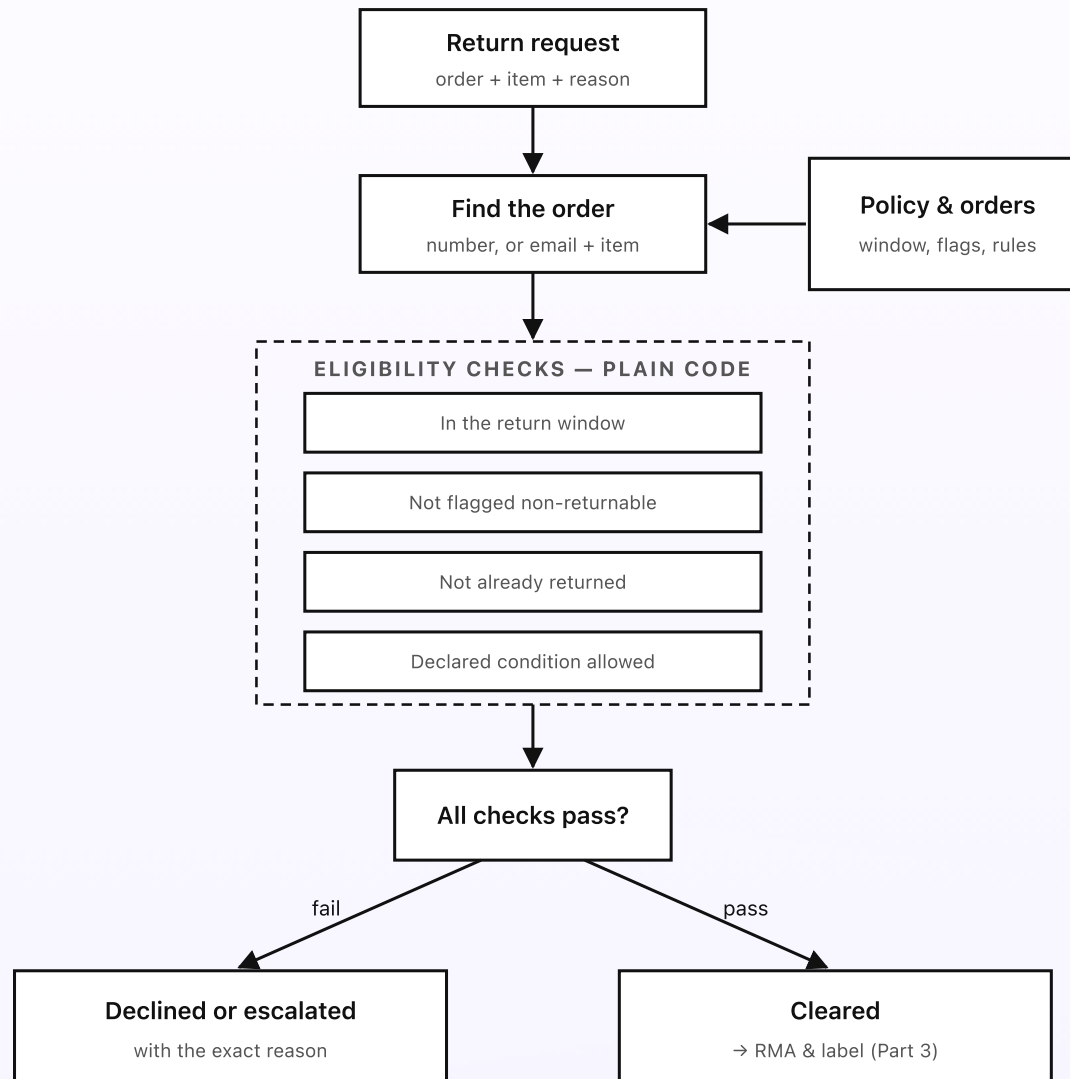 Return request
order + item + reason
Find the order
number, or email + item
Policy & orders
window, flags, rules
ELIGIBILITY CHECKS — PLAIN CODE
In the return window
Not flagged non-returnable
Not already returned
Declared condition allowed
All checks pass?
fail
pass
Declined or escalated
with the exact reason
Cleared
→ RMA & label (Part 3)